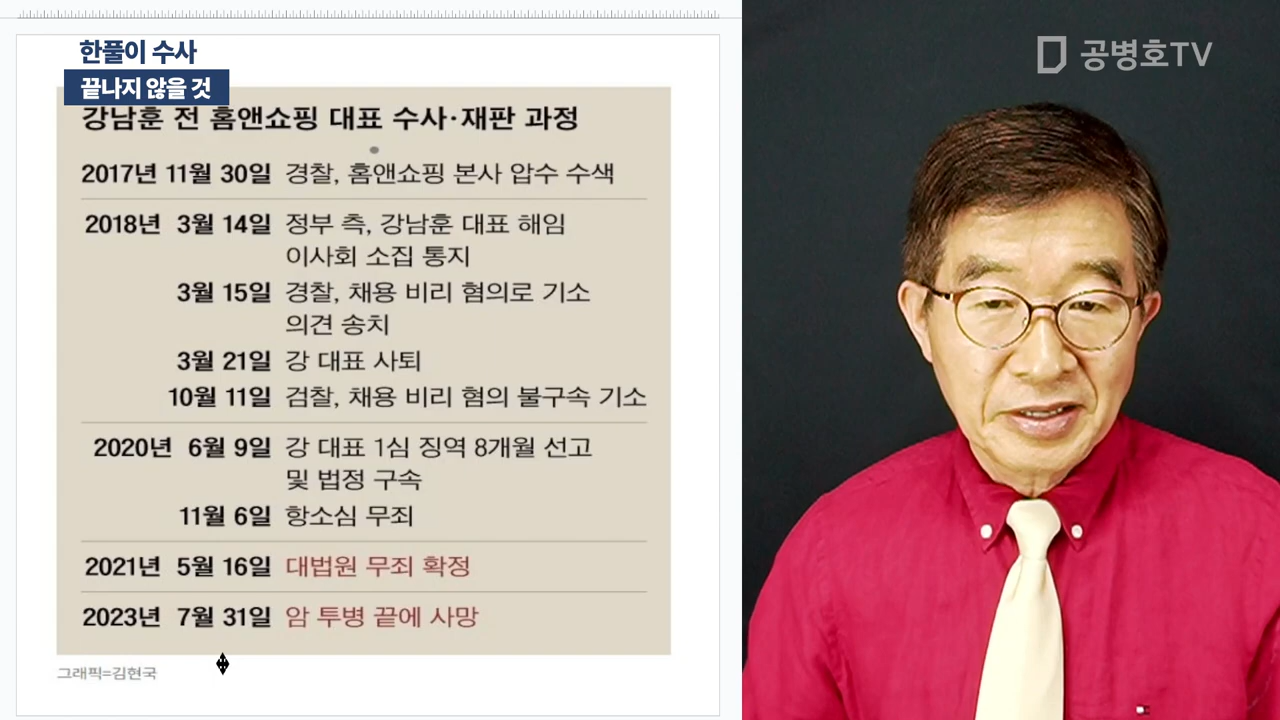 한풀이 수사
끝나지 않을 것
공병호TV
강남훈 전 홈앤쇼핑 대표 수사·재판 과정
2017년 11월 30일 경찰, 홈앤쇼핑 본사 압수 수색
2018년 3월 14일 정부 측, 강남훈 대표 해임
이사회 소집 통지
3월 15일 경찰, 채용 비리 혐의로 기소
의견 송치
3월 21일 강 대표 사퇴
10월 11일 검찰, 채용 비리 혐의 불구속 기소
2020년 6월 9일 강 대표 1심 징역 8개월 선고
및 법정 구속
11월 6일 항소심 무죄
2021년 5월 16일 대법원 무죄 확정
2023년 7월 31일 암 투병 끝에 사망
그래픽=김현국